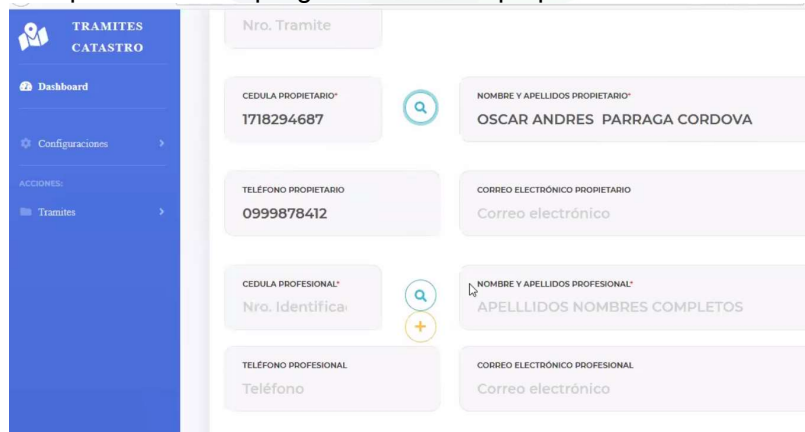 TRAMITES
CATASTRO
Dashboard
Configuraciones
ACCIONES:
Tramites
Nro. Tramite
CEDULA PROPIETARIO*
1718294687
NOMBRE Y APELLIDOS PROPIETARIO*
OSCAR ANDRES PARRAGA CORDOVA
TELÉFONO PROPIETARIO
0999878412
CORREO ELECTRÓNICO PROPIETARIO
Correo electrónico
CEDULA PROFESIONAL*
Nro. Identifica
NOMBRE Y APELLIDOS PROFESIONAL*
APELLLIDOS NOMBRES COMPLETOS
TELÉFONO PROFESIONAL
Teléfono
CORREO ELECTRÓNICO PROFESIONAL
Correo electrónico